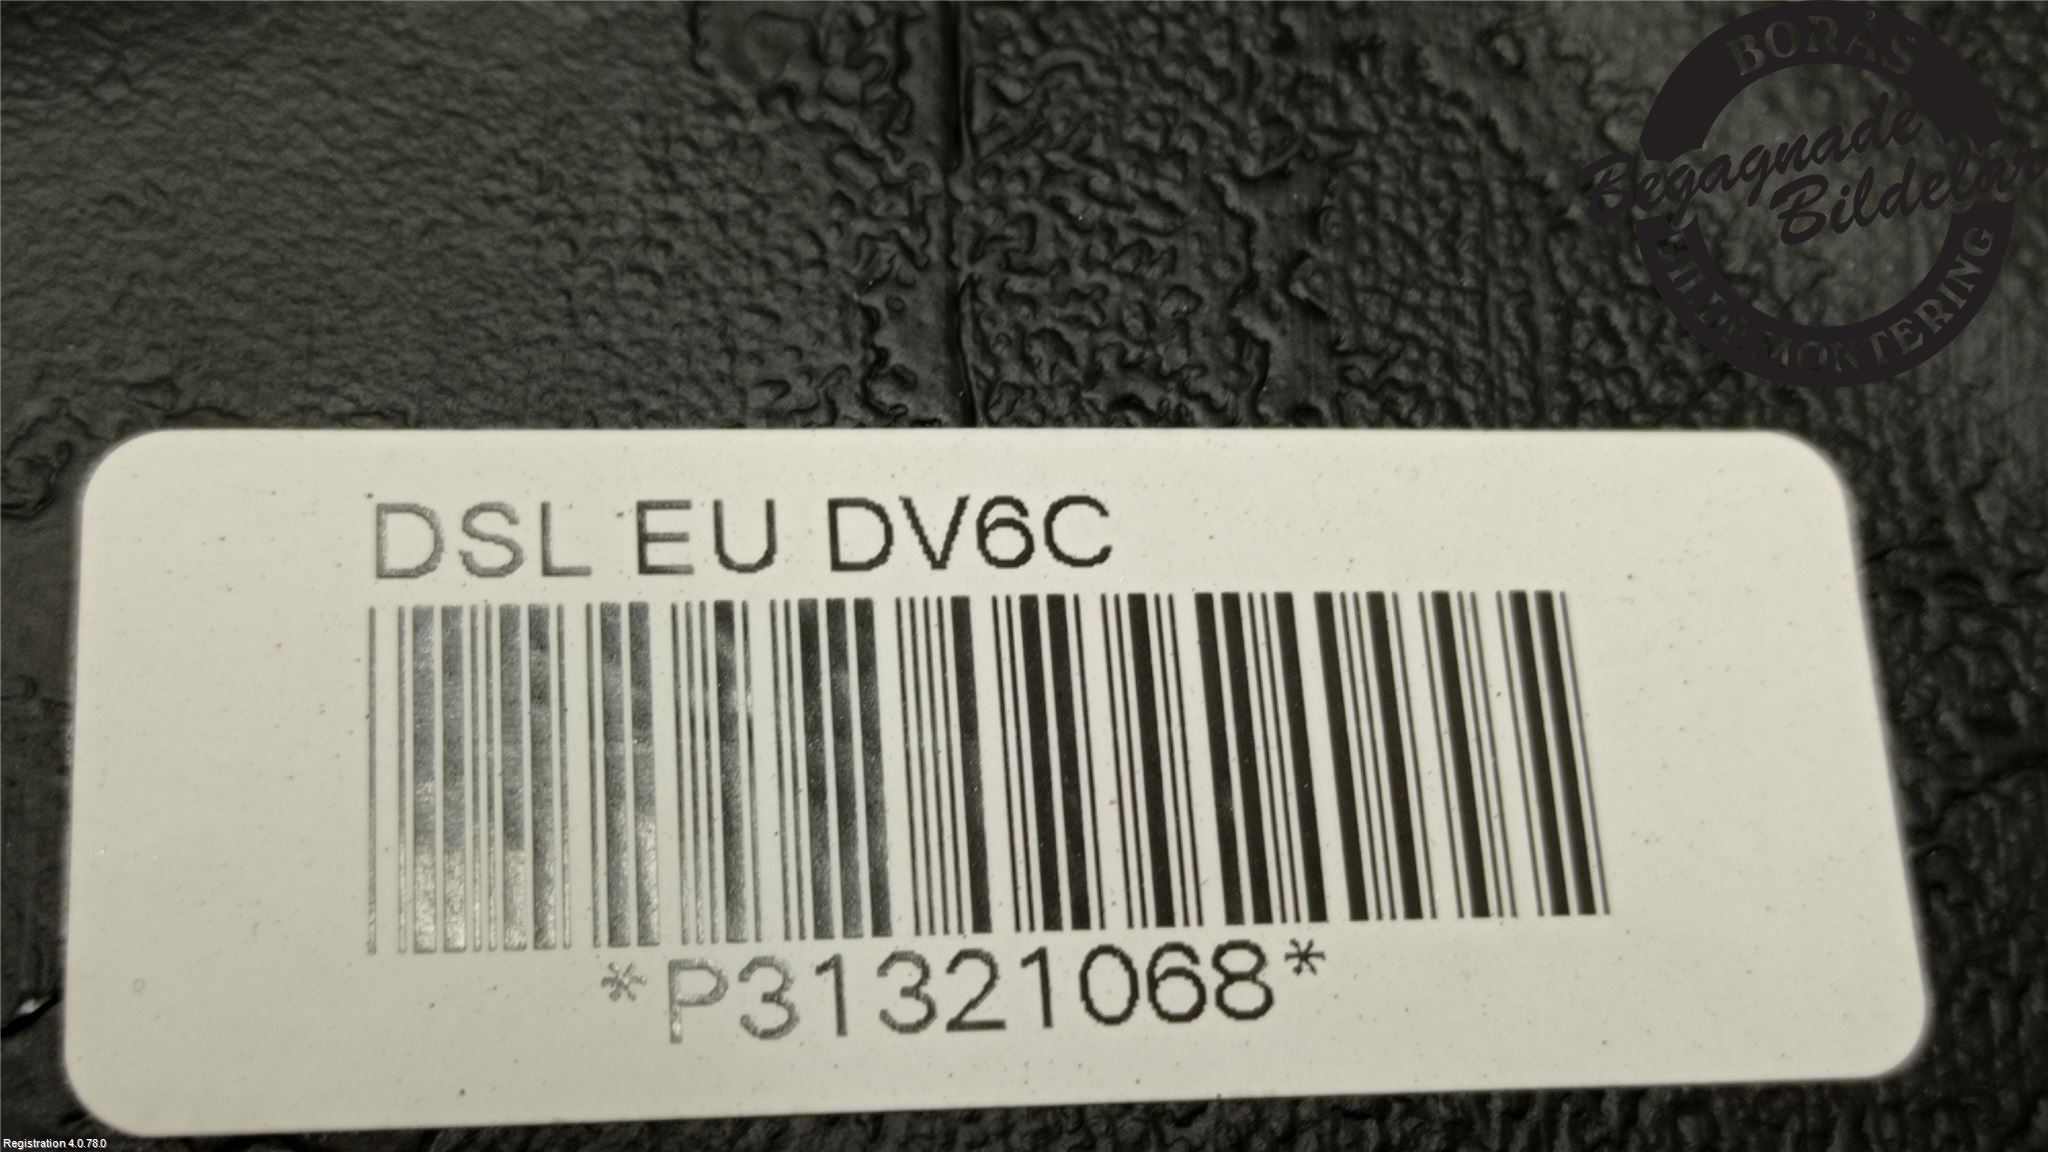 BORÅS
Begagnade
Bildelar
BILDEMONTERING
DSL EU DV6C
*P31321068*
Registration 4.0.78.0